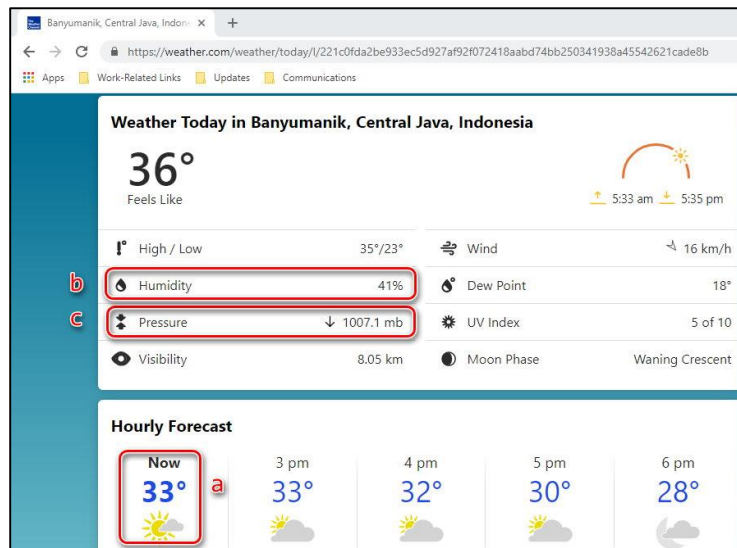 Banyumanik, Central Java, Indon
https://weather.com/weather/today/l/221c0fda2be933ec5d927af92f072418aabd74bb250341938a45542621cade8b
Apps Work-Related Links Updates Communications
Weather Today in Banyumanik, Central Java, Indonesia
36°
Feels Like
5:33 am 5:35 pm
High / Low 35°/23° Wind 16 km/h
b Humidity 41% Dew Point 18°
c Pressure ↓ 1007.1 mb UV Index 5 of 10
Visibility 8.05 km Moon Phase Waning Crescent
Hourly Forecast
Now 3 pm 4 pm 5 pm 6 pm
33° a 33° 32° 30° 28°